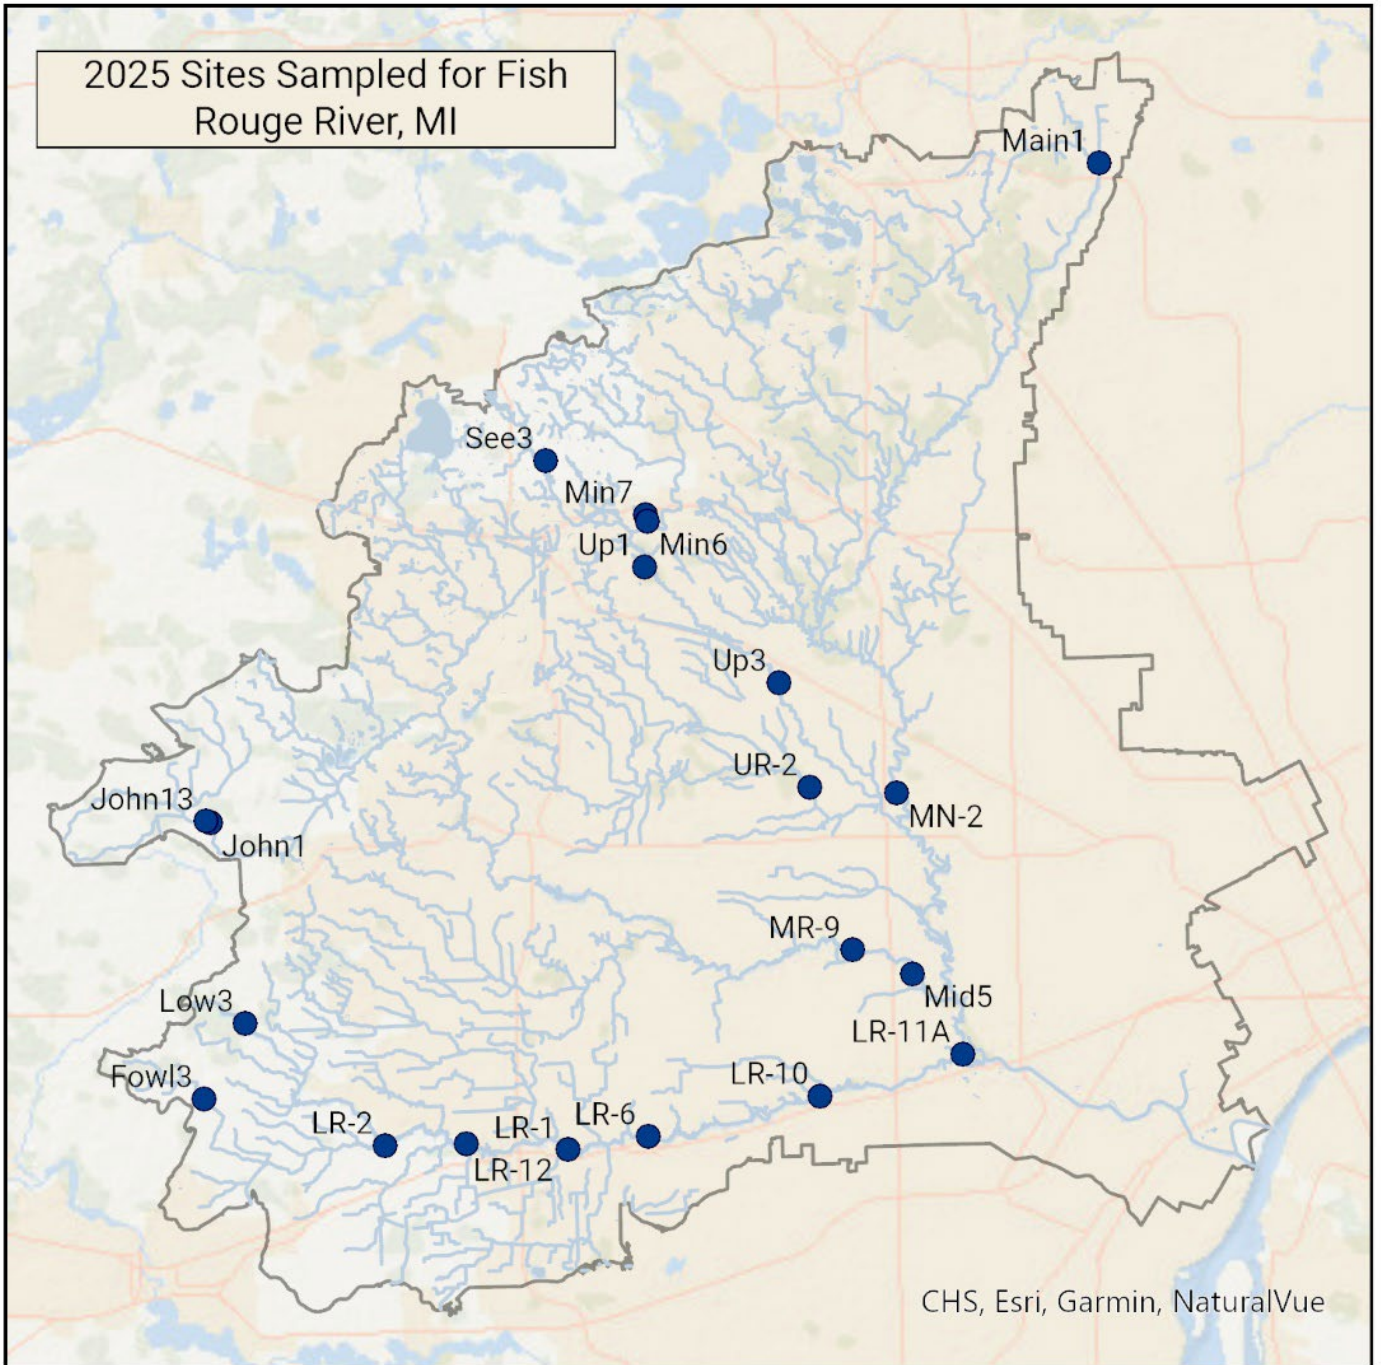 2025 Sites Sampled for Fish
Rouge River, MI
Main1
See3
Min7
Up1
Min6
Up3
UR-2
MN-2
John13
John1
MR-9
Mid5
Low3
LR-11A
Fowl3
LR-10
LR-2
LR-1
LR-6
LR-12
CHS, Esri, Garmin, NaturalVue